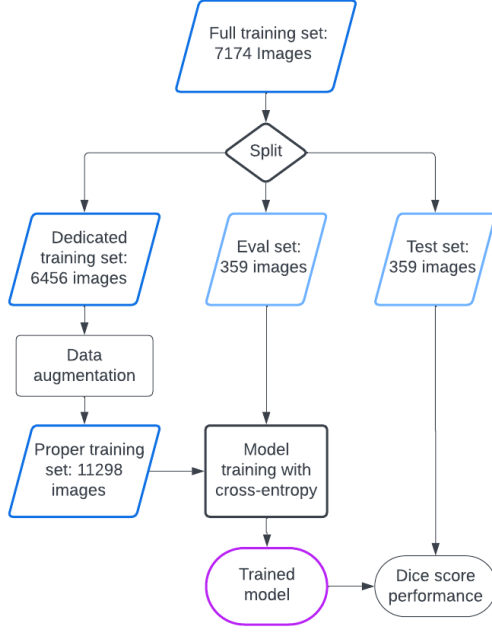 Full training set:
7174 Images
Split
Dedicated
training set:
6456 images
Eval set:
359 images
Test set:
359 images
Data
augmentation
Proper training
set: 11298
images
Model
training with
cross-entropy
Trained
model
Dice score
performance